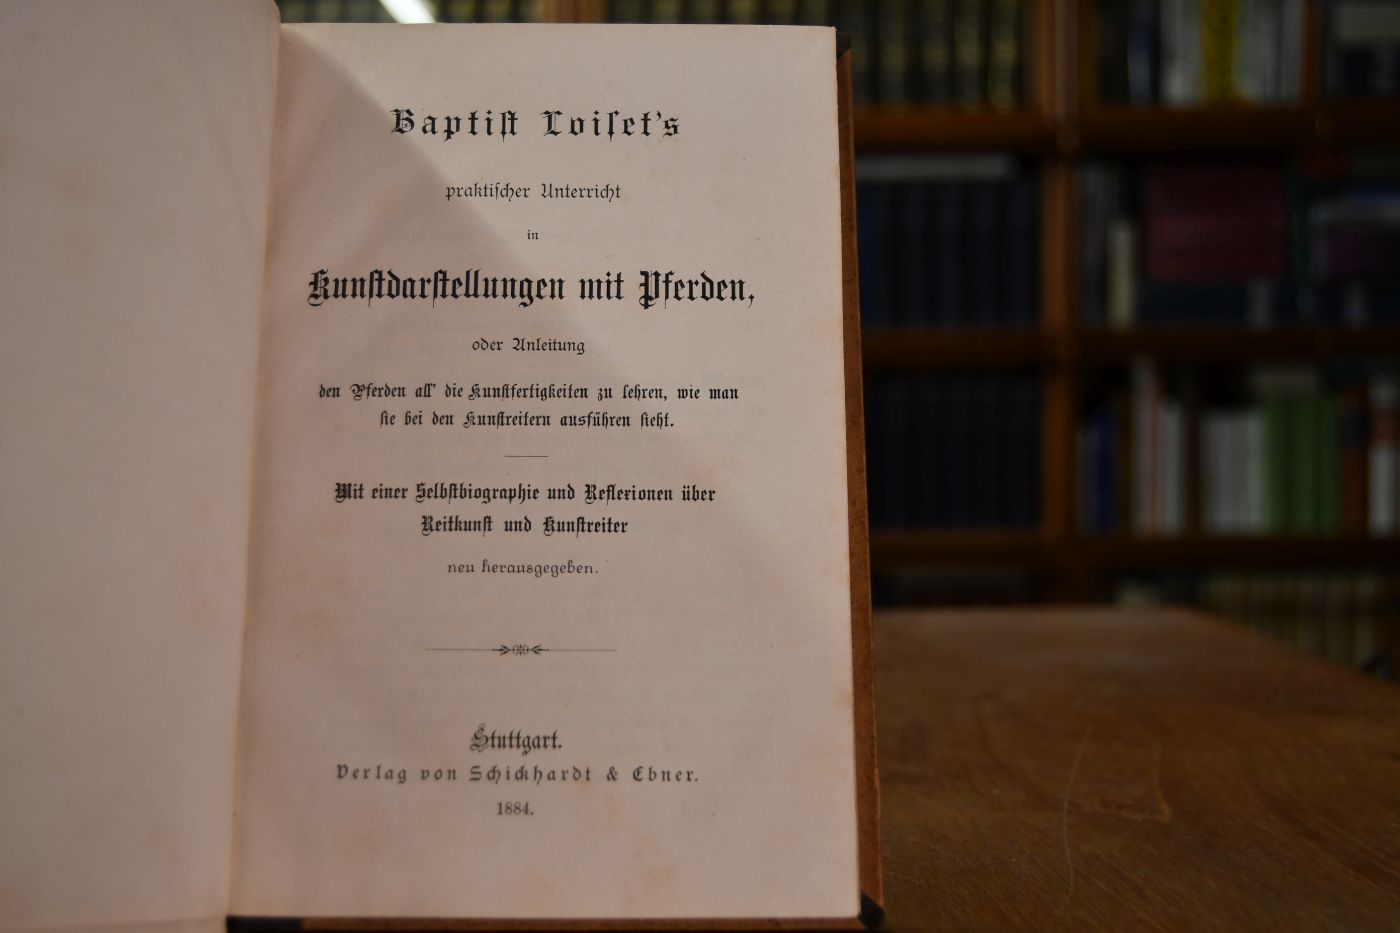 Baptiſt Loiſet's
praktiſcher Unterricht
in
Kunſtdarſtellungen mit Pferden,
oder Anleitung
den Pferden all' die Kunſtfertigkeiten zu lehren, wie man
ſie bei den Kunſtreitern ausführen ſieht.
Mit einer Selbſtbiographie und Reflexionen über
Reitkunſt und Kunſtreiter
neu herausgegeben.
Stuttgart.
Verlag von Schickhardt & Ebner.
1884.